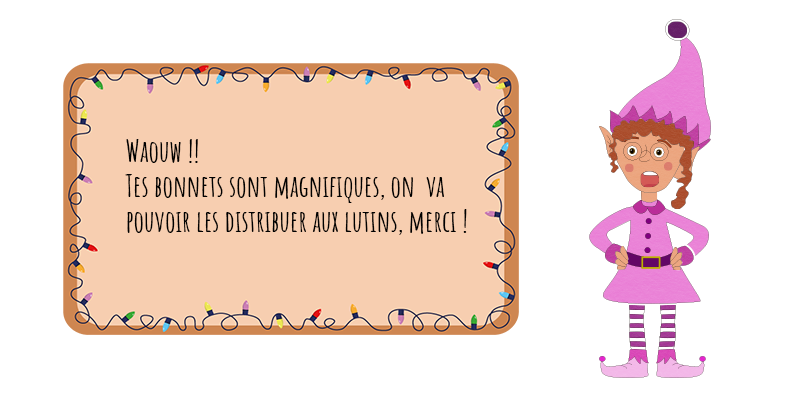 Waouw !!
Tes bonnets sont magnifiques, on va
pouvoir les distribuer aux lutins, merci !